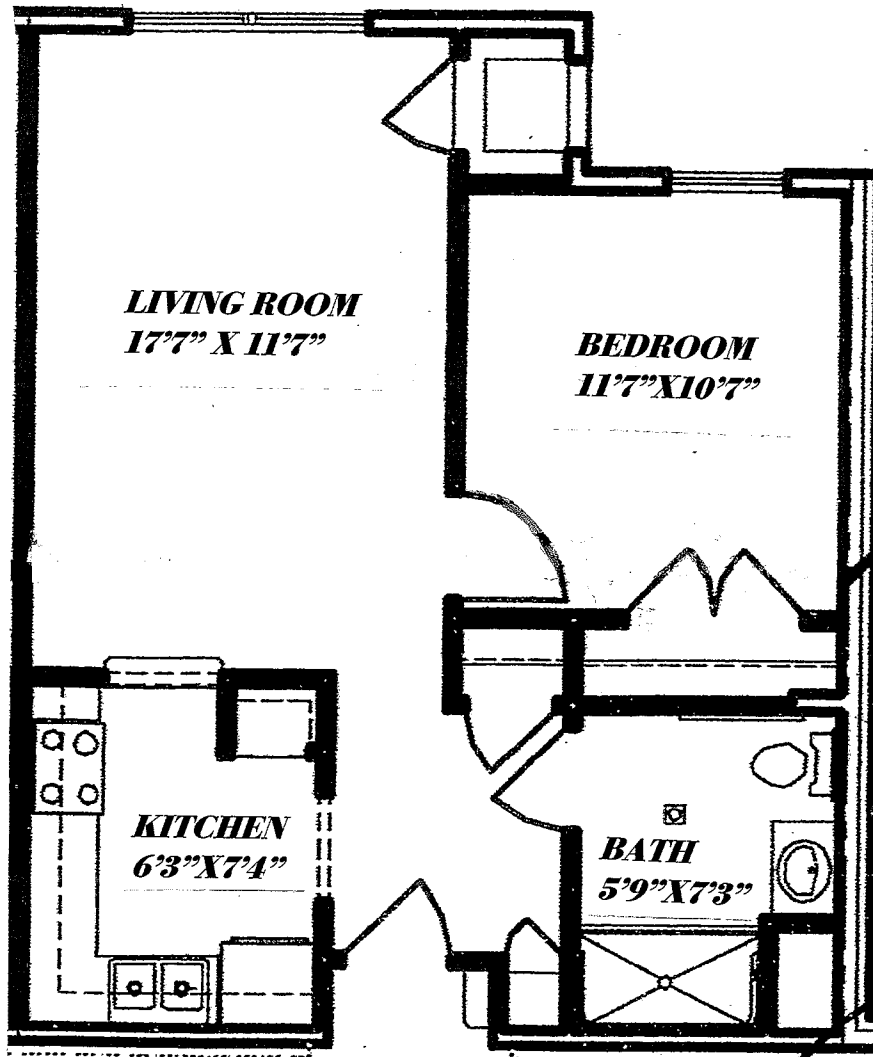 LIVING ROOM
17'7" X 11'7"
BEDROOM
11'7"X10'7"
KITCHEN
6'3"X7'4"
BATH
5'9"X7'3"